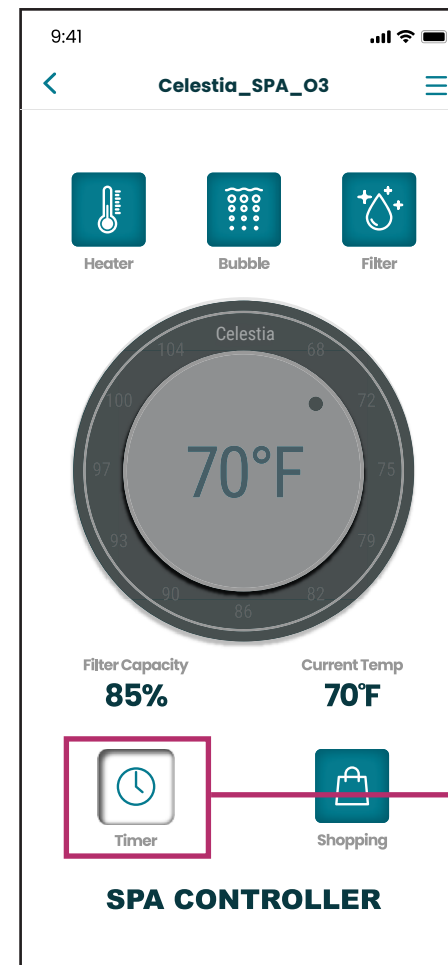 9:41
Celestia_SPA_O3
Heater Bubble Filter
Celestia
104 68
100 72
97 75
70°F
93 79
90 82
86
Filter Capacity Current Temp
85% 70°F
Timer Shopping
SPA CONTROLLER